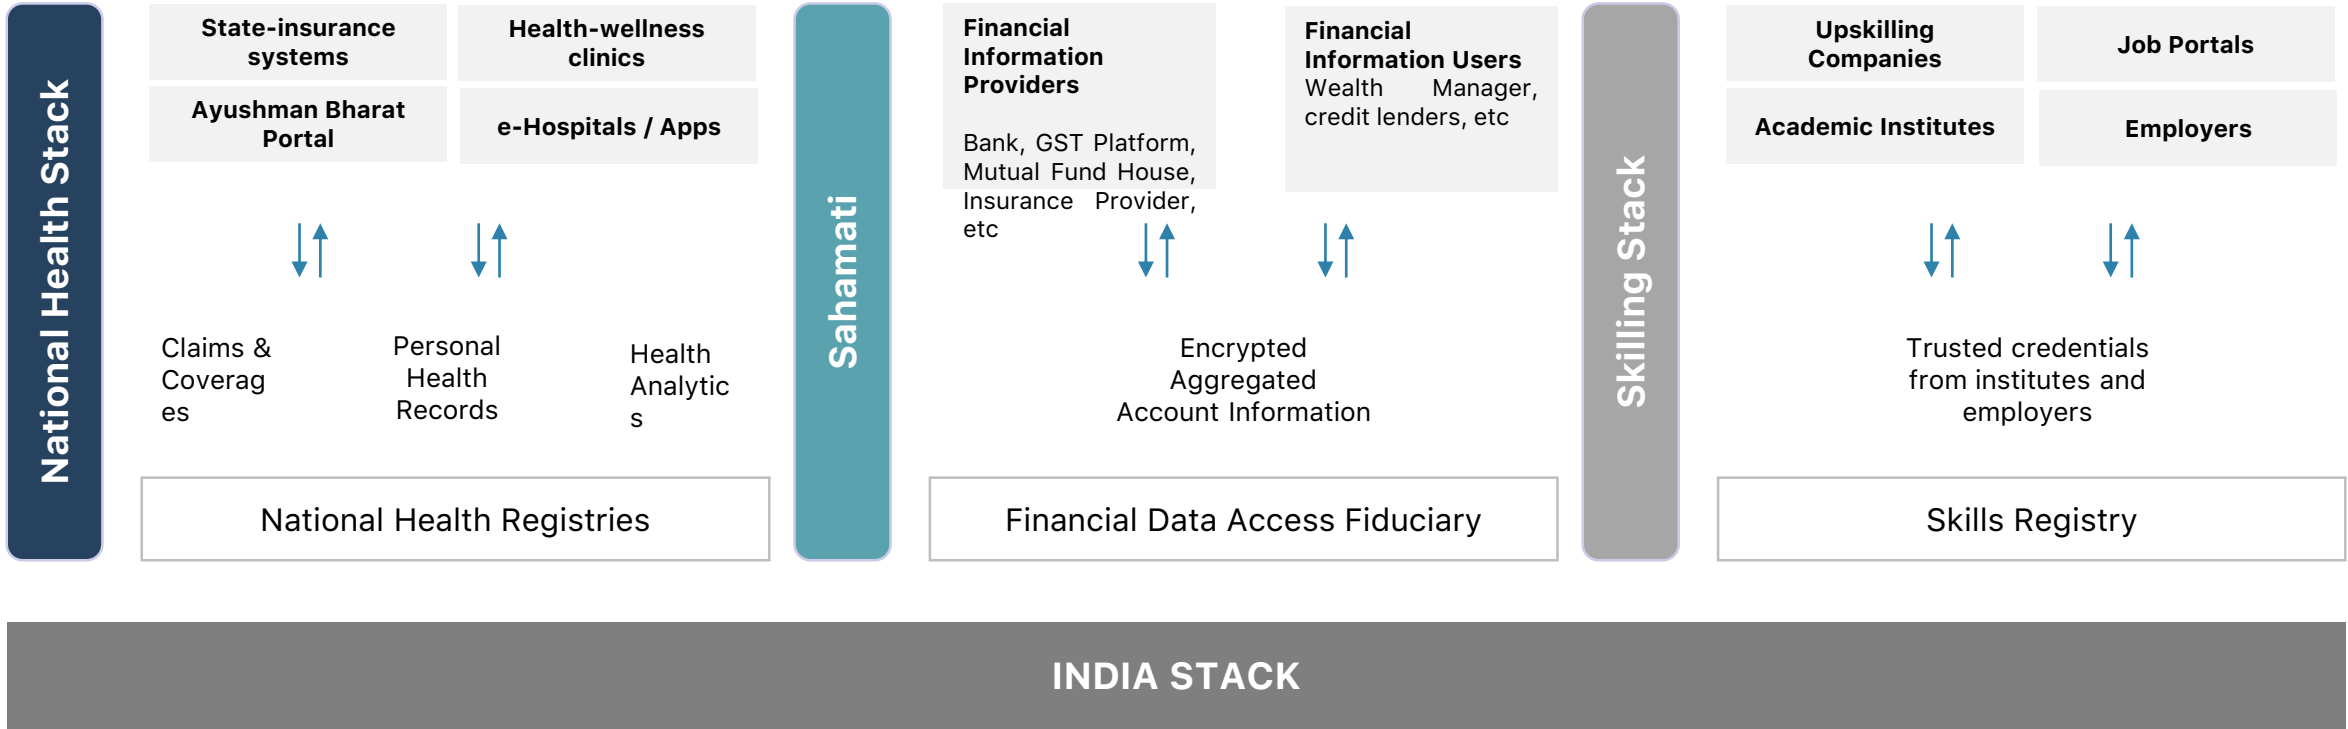 National Health Stack
State-insurance
systems
Health-wellness
clinics
Ayushman Bharat
Portal
e-Hospitals / Apps
Claims &
Coverag
es
Personal
Health
Records
Health
Analytic
s
National Health Registries
Sahamati
Financial
Information
Providers
Bank, GST Platform,
Mutual Fund House,
Insurance Provider,
etc
Financial
Information Users
Wealth Manager,
credit lenders, etc
Encrypted
Aggregated
Account Information
Financial Data Access Fiduciary
Skilling Stack
Upskilling
Companies
Job Portals
Academic Institutes
Employers
Trusted credentials
from institutes and
employers
Skills Registry
INDIA STACK